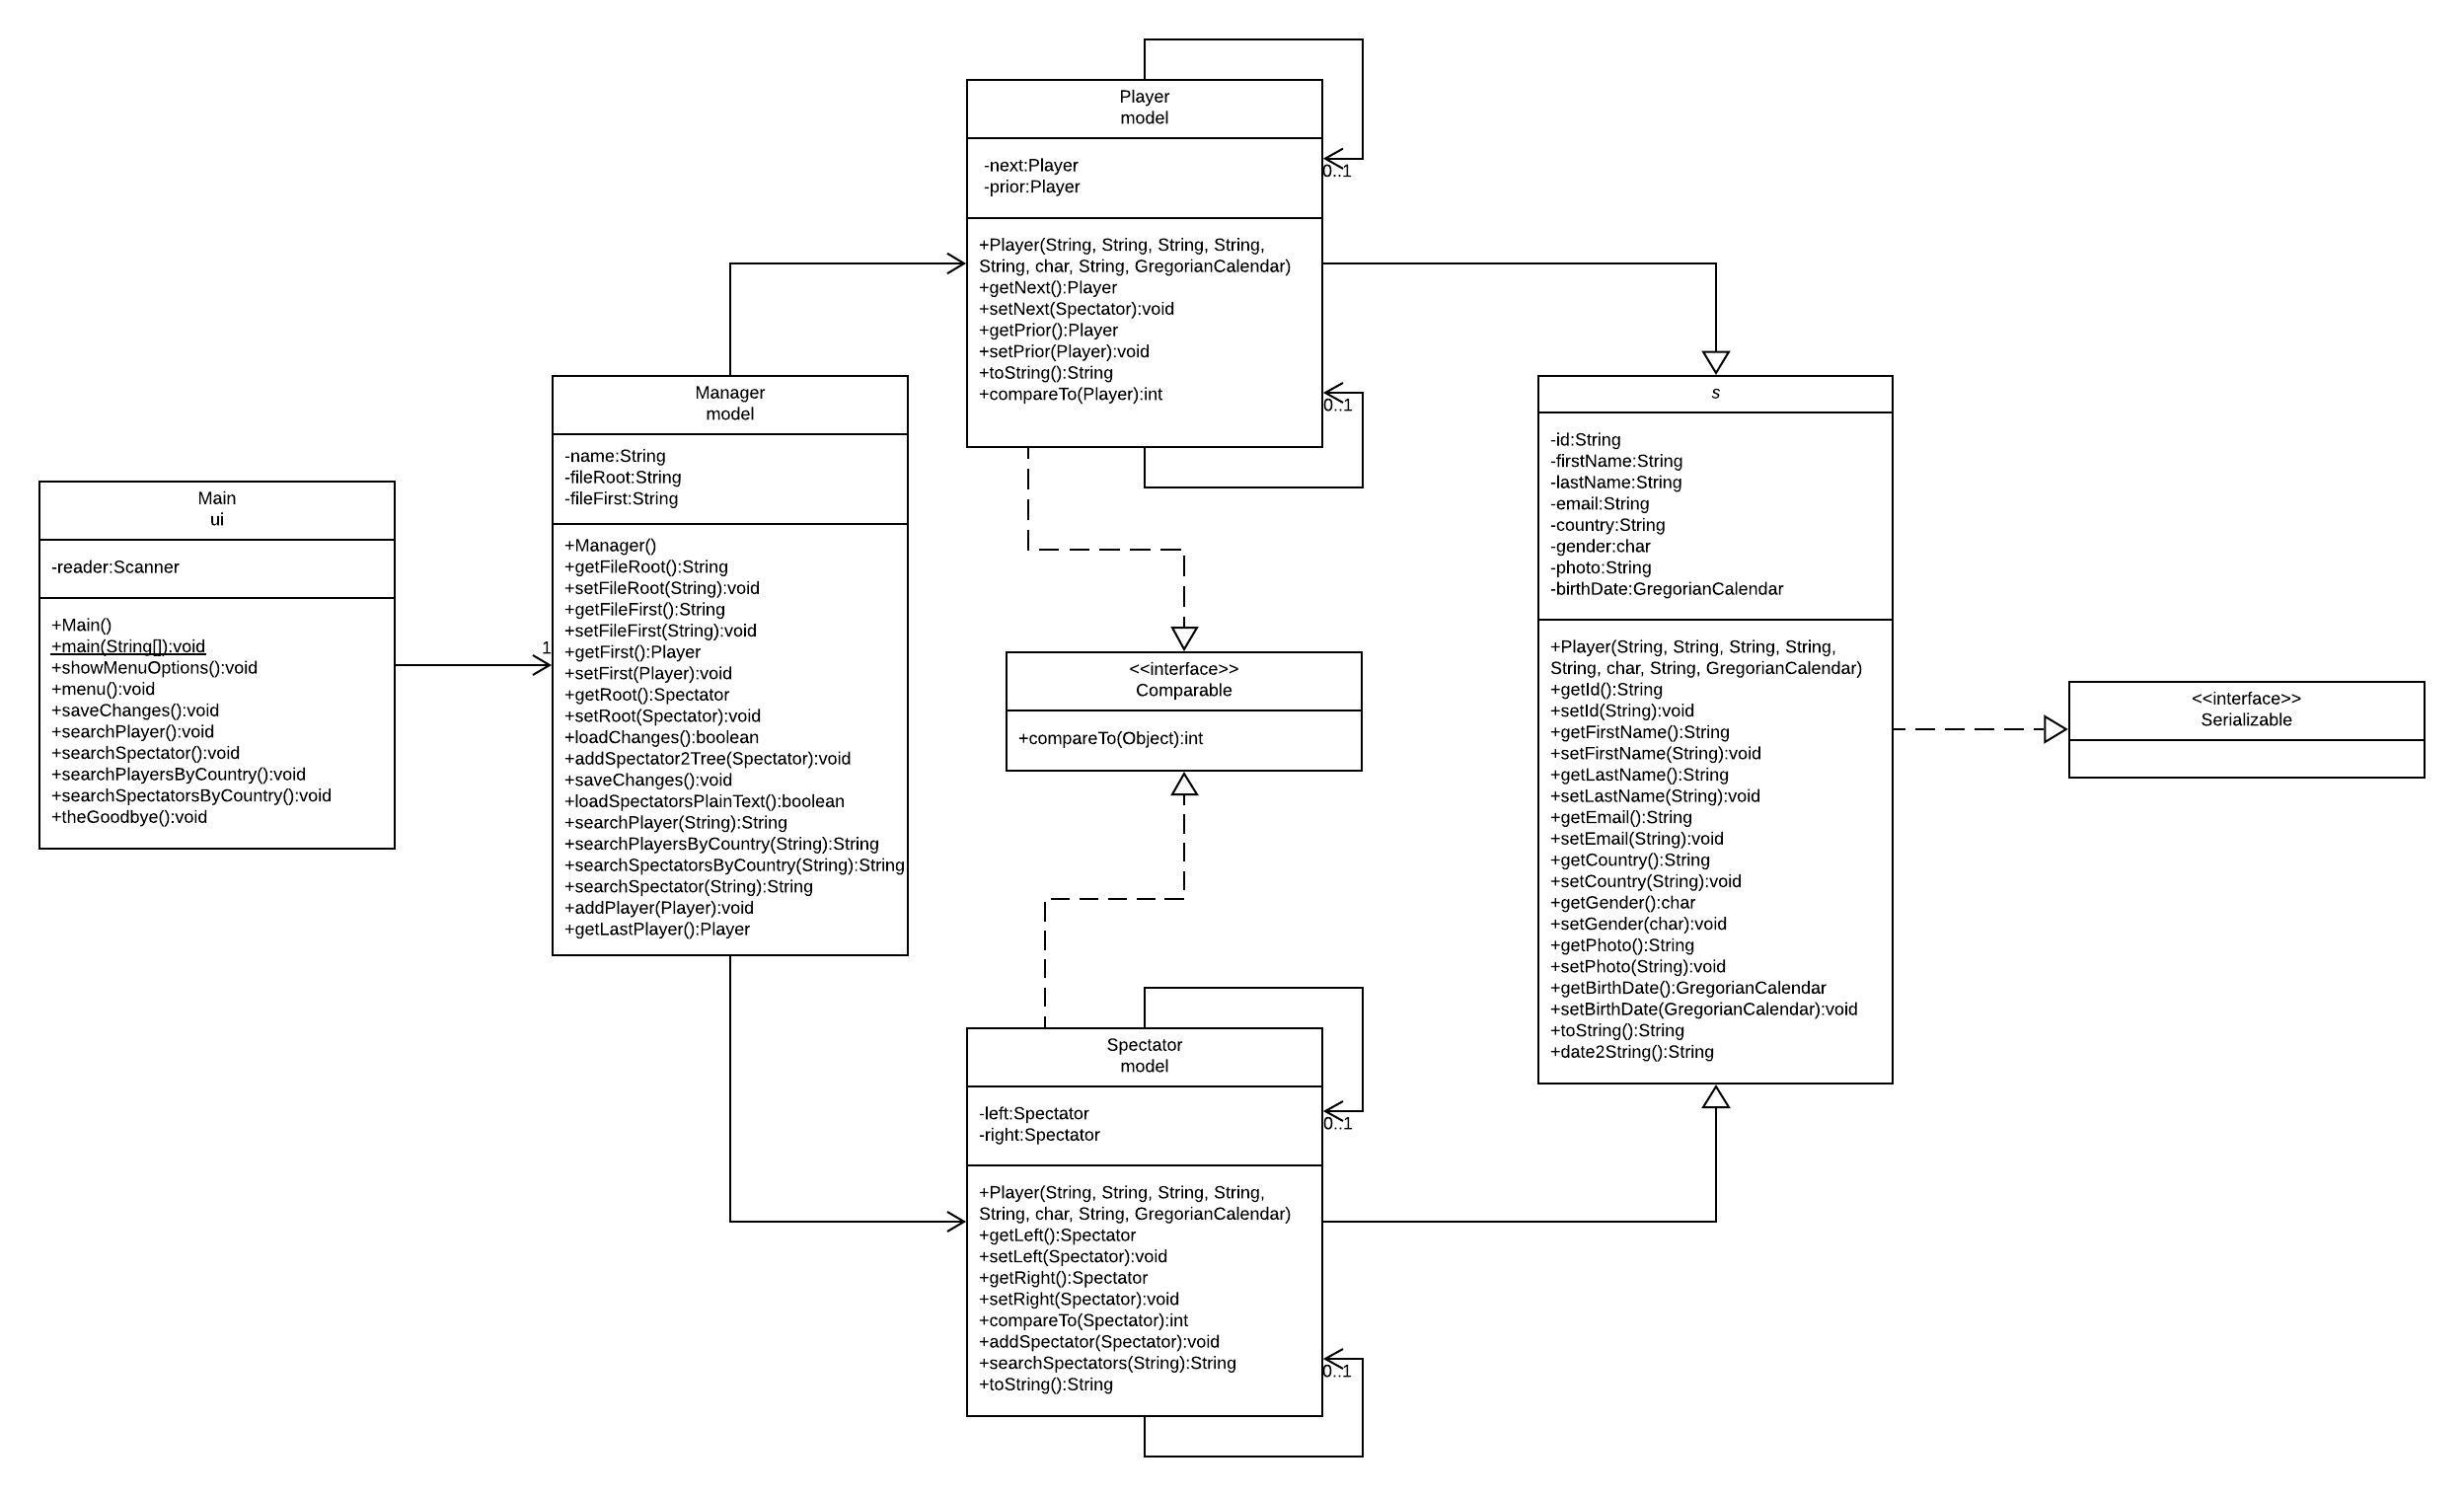 Player
model
-next:Player
-prior:Player
0..1
+Player(String, String, String, String,
String, char, String, GregorianCalendar)
+getNext():Player
+setNext(Spectator):void
+getPrior():Player
+setPrior(Player):void
+toString():String
+compareTo(Player):int
0..1
Main
ui
-reader:Scanner
+Main()
+main(String[]):void
+showMenuOptions():void
+menu():void
+saveChanges():void
+searchPlayer():void
+searchSpectator():void
+searchPlayersByCountry():void
+searchSpectatorsByCountry():void
+theGoodbye():void
1
Manager
model
-name:String
-fileRoot:String
-fileFirst:String
+Manager()
+getFileRoot():String
+setFileRoot(String):void
+getFileFirst():String
+setFileFirst(String):void
+getFirst():Player
+setFirst(Player):void
+getRoot():Spectator
+setRoot(Spectator):void
+loadChanges():boolean
+addSpectator2Tree(Spectator):void
+saveChanges():void
+loadSpectatorsPlainText():boolean
+searchPlayer(String):String
+searchPlayersByCountry(String):String
+searchSpectatorsByCountry(String):String
+searchSpectator(String):String
+addPlayer(Player):void
+getLastPlayer():Player
<<interface>>
Comparable
+compareTo(Object):int
Spectator
model
-left:Spectator
-right:Spectator
0..1
+Player(String, String, String, String,
String, char, String, GregorianCalendar)
+getLeft():Spectator
+setLeft(Spectator):void
+getRight():Spectator
+setRight(Spectator):void
+compareTo(Spectator):int
+addSpectator(Spectator):void
+searchSpectators(String):String
+toString():String
0..1
s
-id:String
-firstName:String
-lastName:String
-email:String
-country:String
-gender:char
-photo:String
-birthDate:GregorianCalendar
+Player(String, String, String, String,
String, char, String, GregorianCalendar)
+getId():String
+setId(String):void
+getFirstName():String
+setFirstName(String):void
+getLastName():String
+setLastName(String):void
+getEmail():String
+setEmail(String):void
+getCountry():String
+setCountry(String):void
+getGender():char
+setGender(char):void
+getPhoto():String
+setPhoto(String):void
+getBirthDate():GregorianCalendar
+setBirthDate(GregorianCalendar):void
+toString():String
+date2String():String
<<interface>>
Serializable